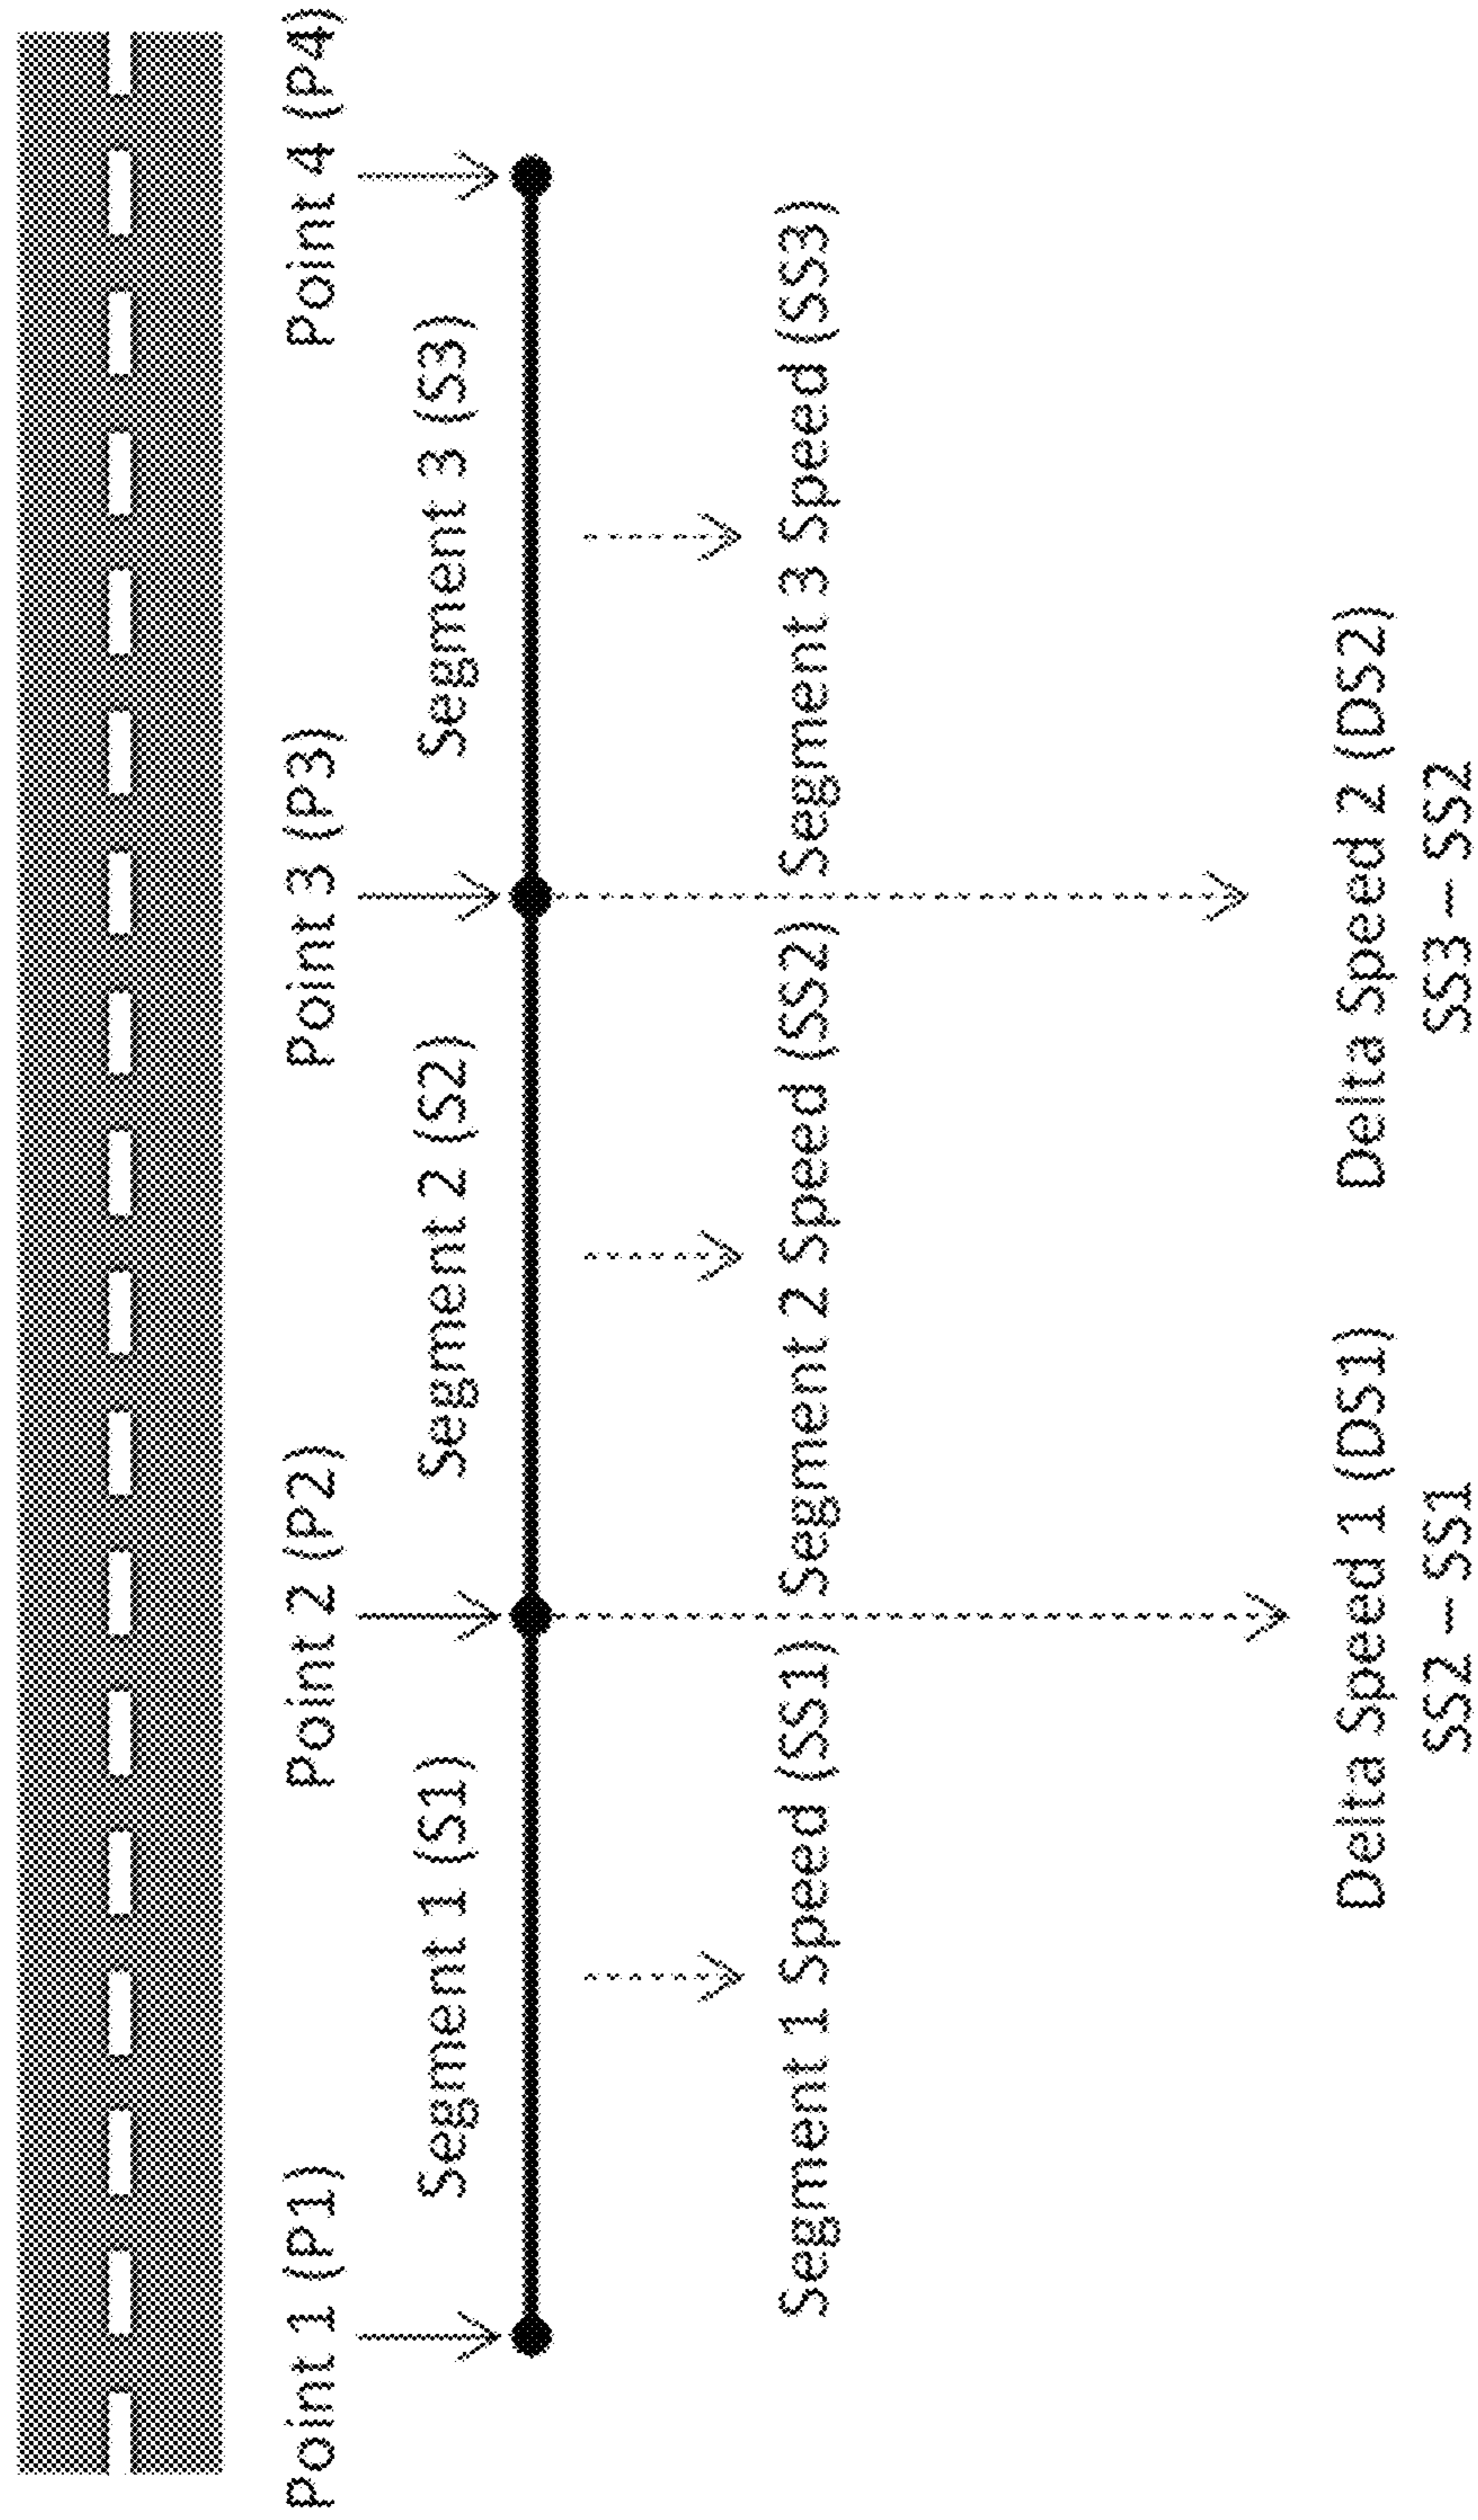 Point 1 (P1) Point 2 (P2) Point 3 (P3) Point 4 (P4)
Segment 1 (S1) Segment 2 (S2) Segment 3 (S3)
Segment 1 Speed (SS1) Segment 2 Speed (SS2) Segment 3 Speed (SS3)
Delta Speed 1 (DS1) Delta Speed 2 (DS2)
SS2 – SS1 SS3 – SS2